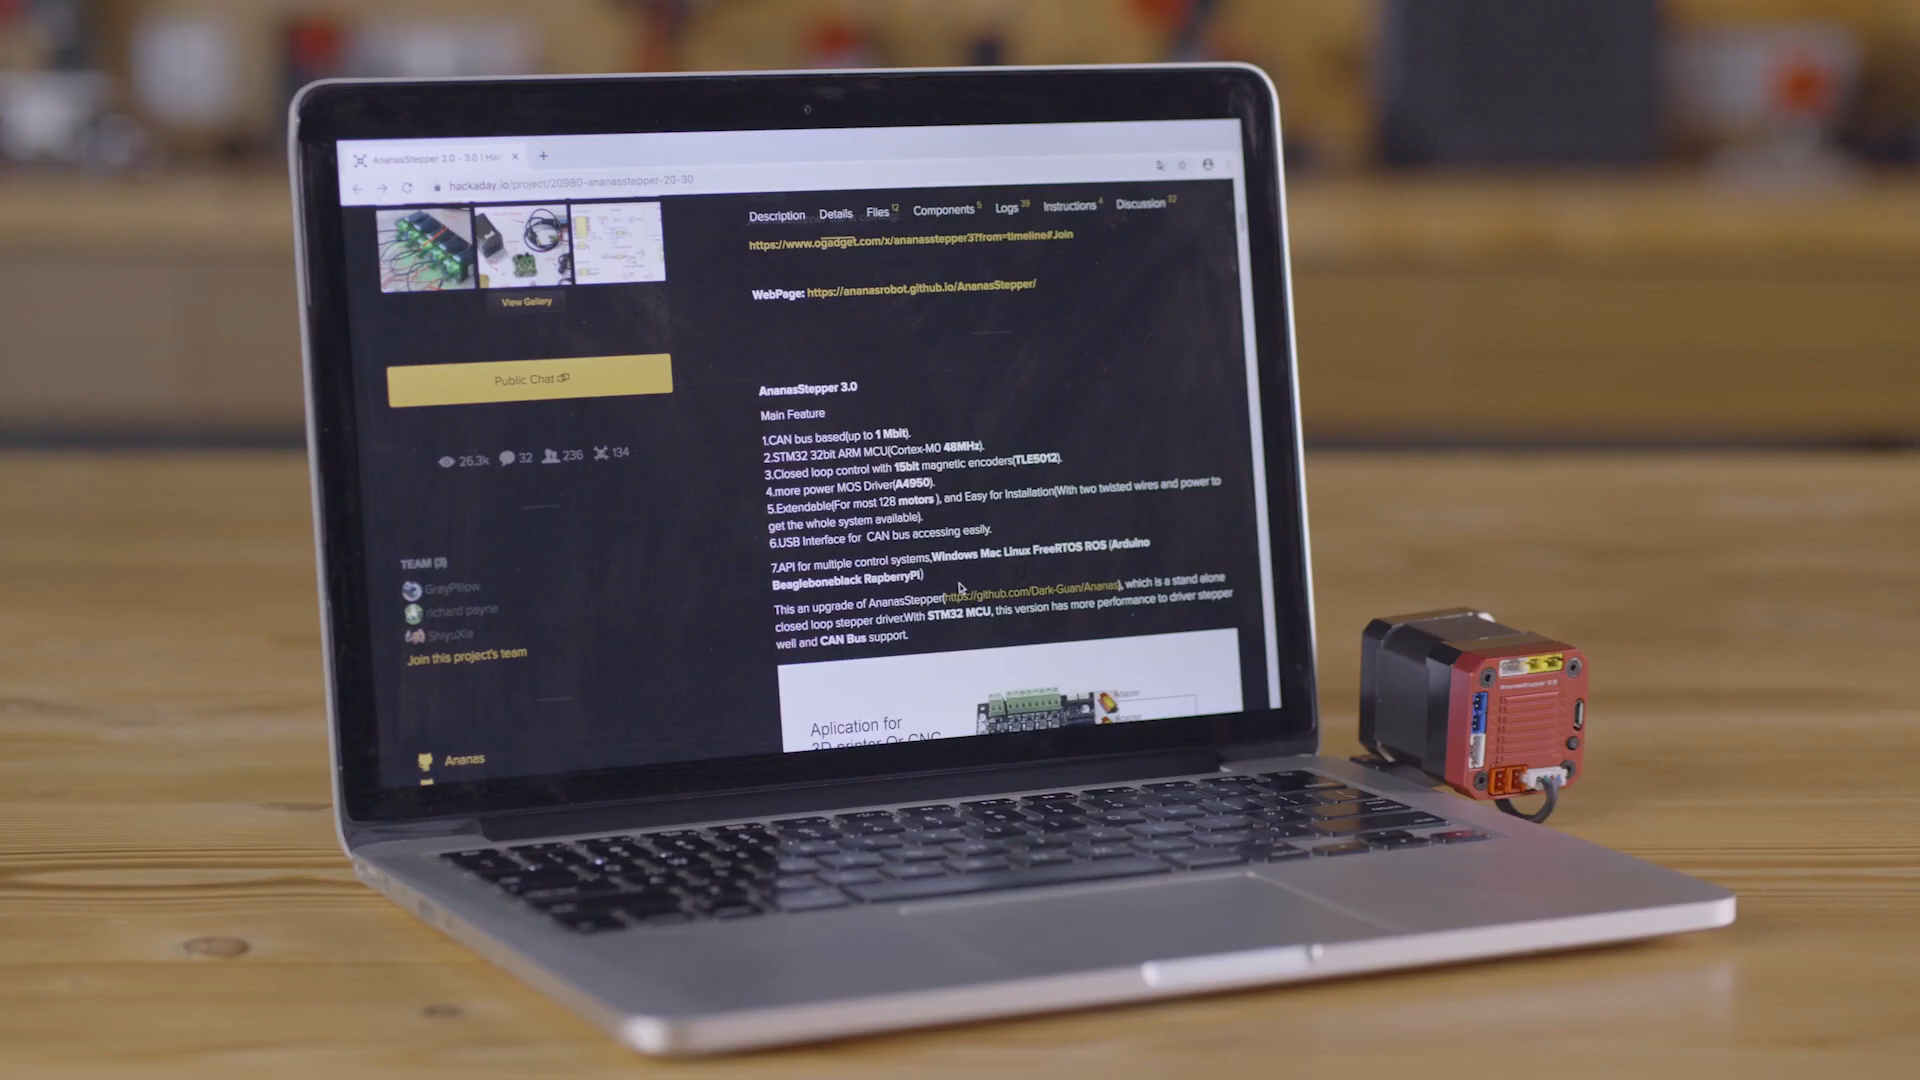 AnanasStepper 2.0 - 3.0 | Hac
hackaday.io/project/20980-ananasstepper-20-30
Description Details Files 12 Components 5 Logs 39 Instructions 4 Discussion 32
https://www.ogadget.com/x/ananasstepper3?from=timeline#Join
WebPage: https://ananasrobot.github.io/AnanasStepper/
View Gallery
Public Chat
26.3k 32 236 134
TEAM (3)
GrayPillow
richard payne
ShiyuXia
Join this project's team
Ananas
AnanasStepper 3.0
Main Feature
1.CAN bus based(up to 1 Mbit).
2.STM32 32bit ARM MCU(Cortex-M0 48MHz).
3.Closed loop control with 15bit magnetic encoders(TLE5012).
4.more power MOS Driver(A4950).
5.Extendable(For most 128 motors ), and Easy for Installation(With two twisted wires and power to
get the whole system available).
6.USB Interface for CAN bus accessing easily.
7.API for multiple control systems,Windows Mac Linux FreeRTOS ROS (Arduino
Beagleboneblack RapberryPi)
This an upgrade of AnanasStepper(https://github.com/Dark-Guan/Ananas), which is a stand alone
closed loop stepper driver.With STM32 MCU, this version has more performance to driver stepper
well and CAN Bus support.
Aplication for
3D printer Or CNC
Adapter
Adapter
AnanasStepper 3.0